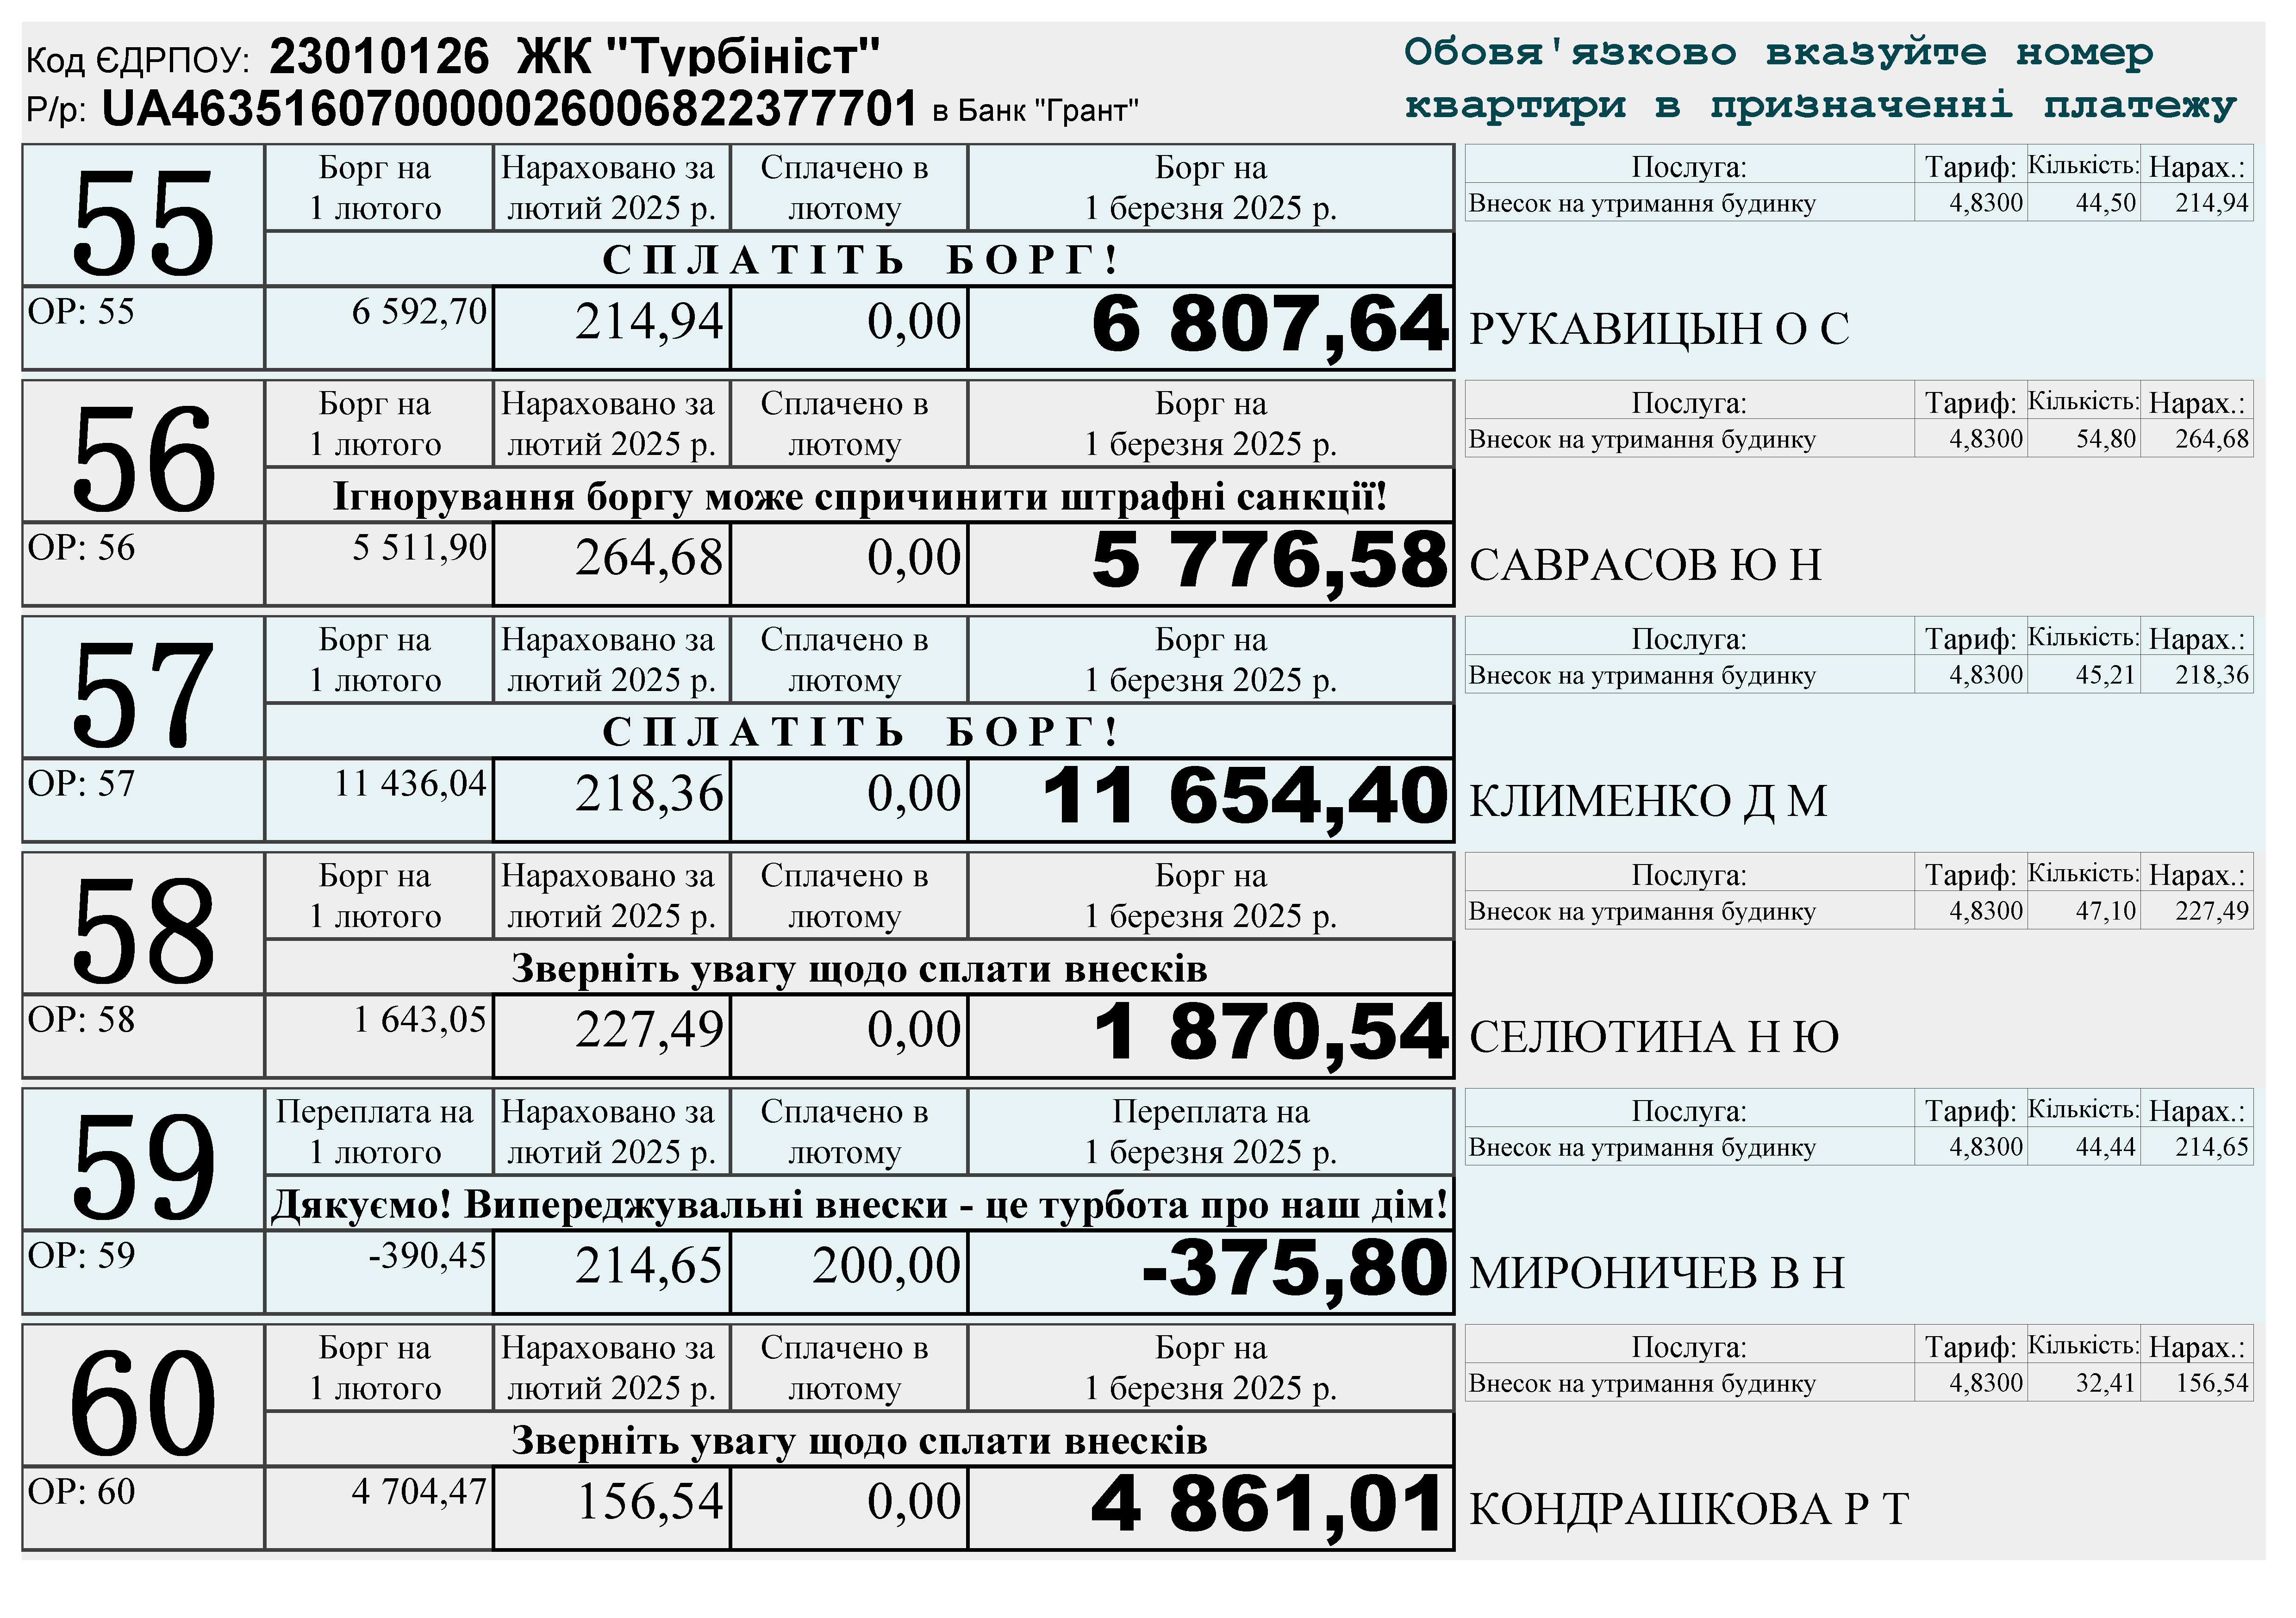 Код ЄДРПОУ: 23010126 ЖК "Турбініст"
Р/р: UA463516070000026006822377701 в Банк "Грант"
Обовя'язково вказуйте номер
квартири в призначенні платежу
55
Борг на
1 лютого
Нараховано за
лютий 2025 р.
Сплачено в
лютому
Борг на
1 березня 2025 р.
С П Л А Т І Т Ь Б О Р Г !
ОР: 55 6 592,70 214,94 0,00 6 807,64
Послуга: Тариф: Кількість: Нарах.:
Внесок на утримання будинку 4,8300 44,50 214,94
РУКАВИЦЫН О С
56
Борг на
1 лютого
Нараховано за
лютий 2025 р.
Сплачено в
лютому
Борг на
1 березня 2025 р.
Ігнорування боргу може спричинити штрафні санкції!
ОР: 56 5 511,90 264,68 0,00 5 776,58
Послуга: Тариф: Кількість: Нарах.:
Внесок на утримання будинку 4,8300 54,80 264,68
САВРАСОВ Ю Н
57
Борг на
1 лютого
Нараховано за
лютий 2025 р.
Сплачено в
лютому
Борг на
1 березня 2025 р.
С П Л А Т І Т Ь Б О Р Г !
ОР: 57 11 436,04 218,36 0,00 11 654,40
Послуга: Тариф: Кількість: Нарах.:
Внесок на утримання будинку 4,8300 45,21 218,36
КЛИМЕНКО Д М
58
Борг на
1 лютого
Нараховано за
лютий 2025 р.
Сплачено в
лютому
Борг на
1 березня 2025 р.
Зверніть увагу щодо сплати внесків
ОР: 58 1 643,05 227,49 0,00 1 870,54
Послуга: Тариф: Кількість: Нарах.:
Внесок на утримання будинку 4,8300 47,10 227,49
СЕЛЮТИНА Н Ю
59
Переплата на
1 лютого
Нараховано за
лютий 2025 р.
Сплачено в
лютому
Переплата на
1 березня 2025 р.
Дякуємо! Випереджувальні внески - це турбота про наш дім!
ОР: 59 -390,45 214,65 200,00 -375,80
Послуга: Тариф: Кількість: Нарах.:
Внесок на утримання будинку 4,8300 44,44 214,65
МИРОНИЧЕВ В Н
60
Борг на
1 лютого
Нараховано за
лютий 2025 р.
Сплачено в
лютому
Борг на
1 березня 2025 р.
Зверніть увагу щодо сплати внесків
ОР: 60 4 704,47 156,54 0,00 4 861,01
Послуга: Тариф: Кількість: Нарах.:
Внесок на утримання будинку 4,8300 32,41 156,54
КОНДРАШКОВА Р Т